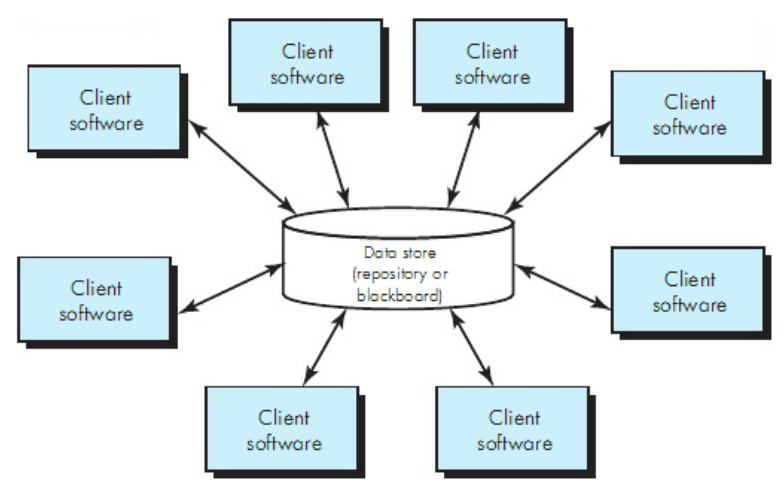 Client
software
Client
software
Client
software
Client
software
Data store
(repository or
blackboard)
Client
software
Client
software
Client
software
Client
software